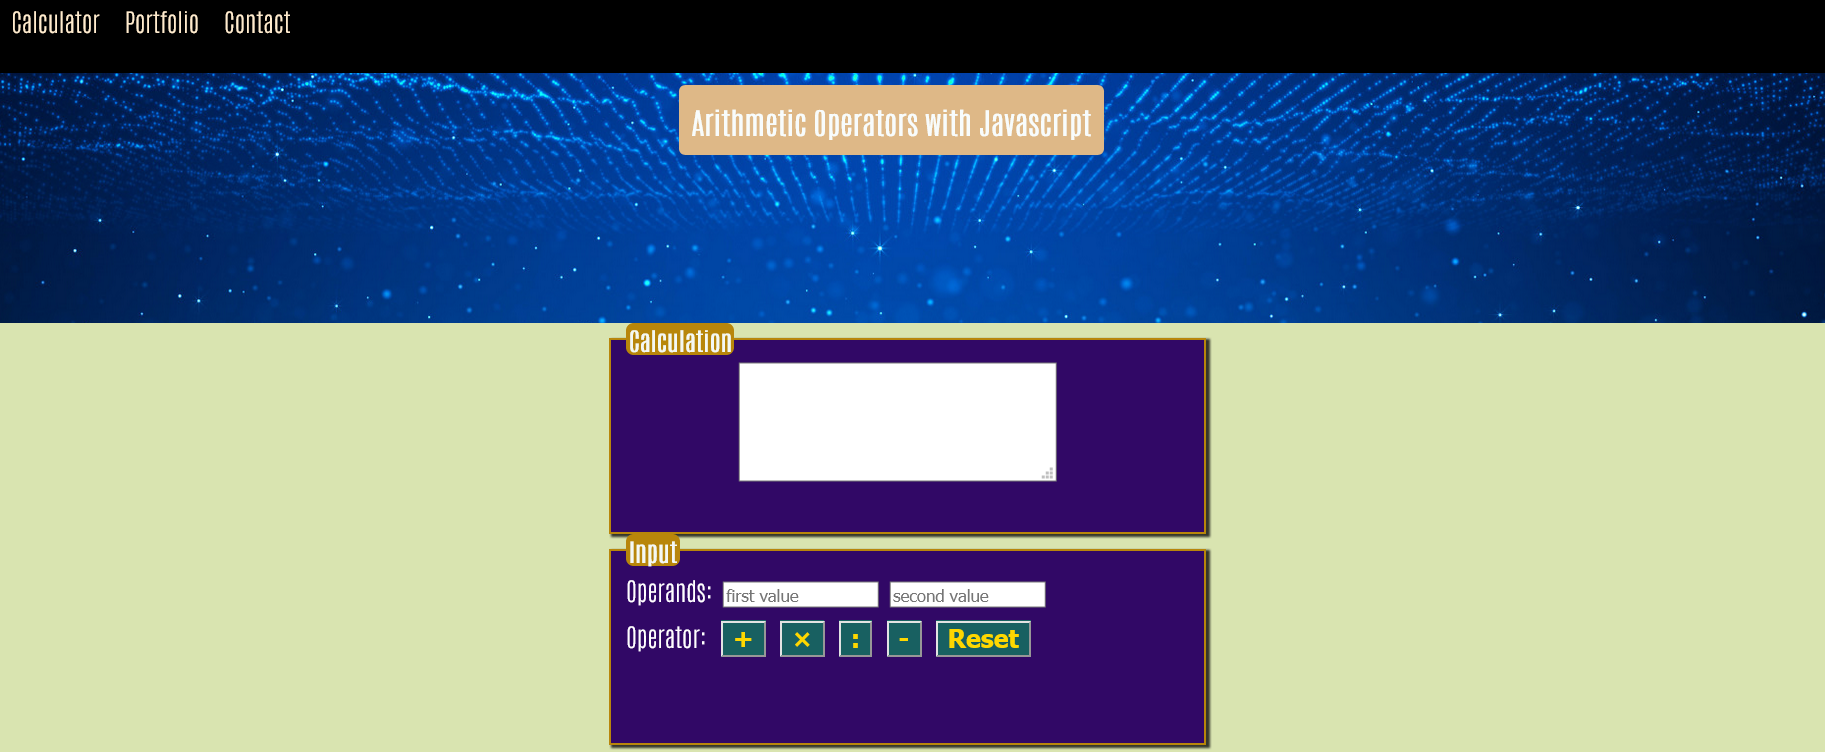 Calculator Portfolio Contact
Arithmetic Operators with Javascript
Calculation
Input
Operands: first value second value
Operator: + × : - Reset